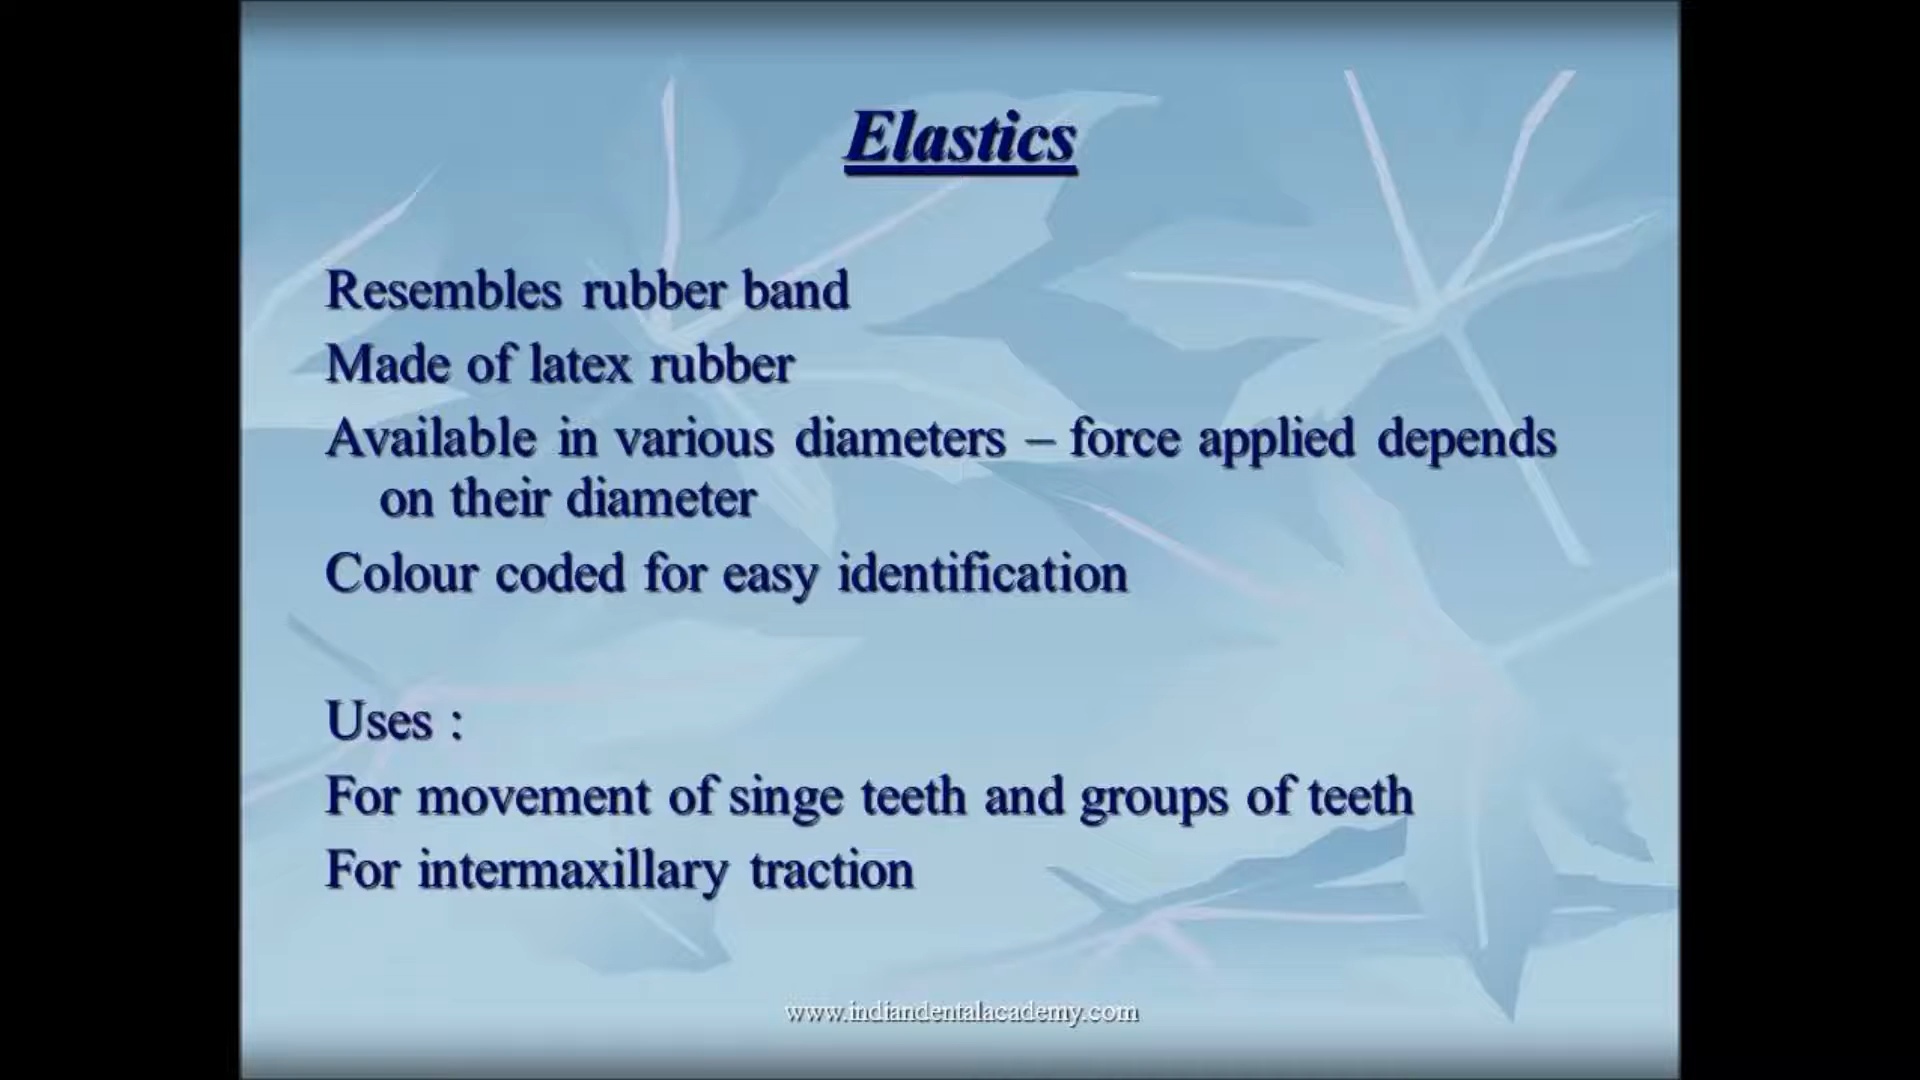 Elastics
Resembles rubber band
Made of latex rubber
Available in various diameters – force applied depends
on their diameter
Colour coded for easy identification
Uses :
For movement of singe teeth and groups of teeth
For intermaxillary traction
www.indiandentalacademy.com